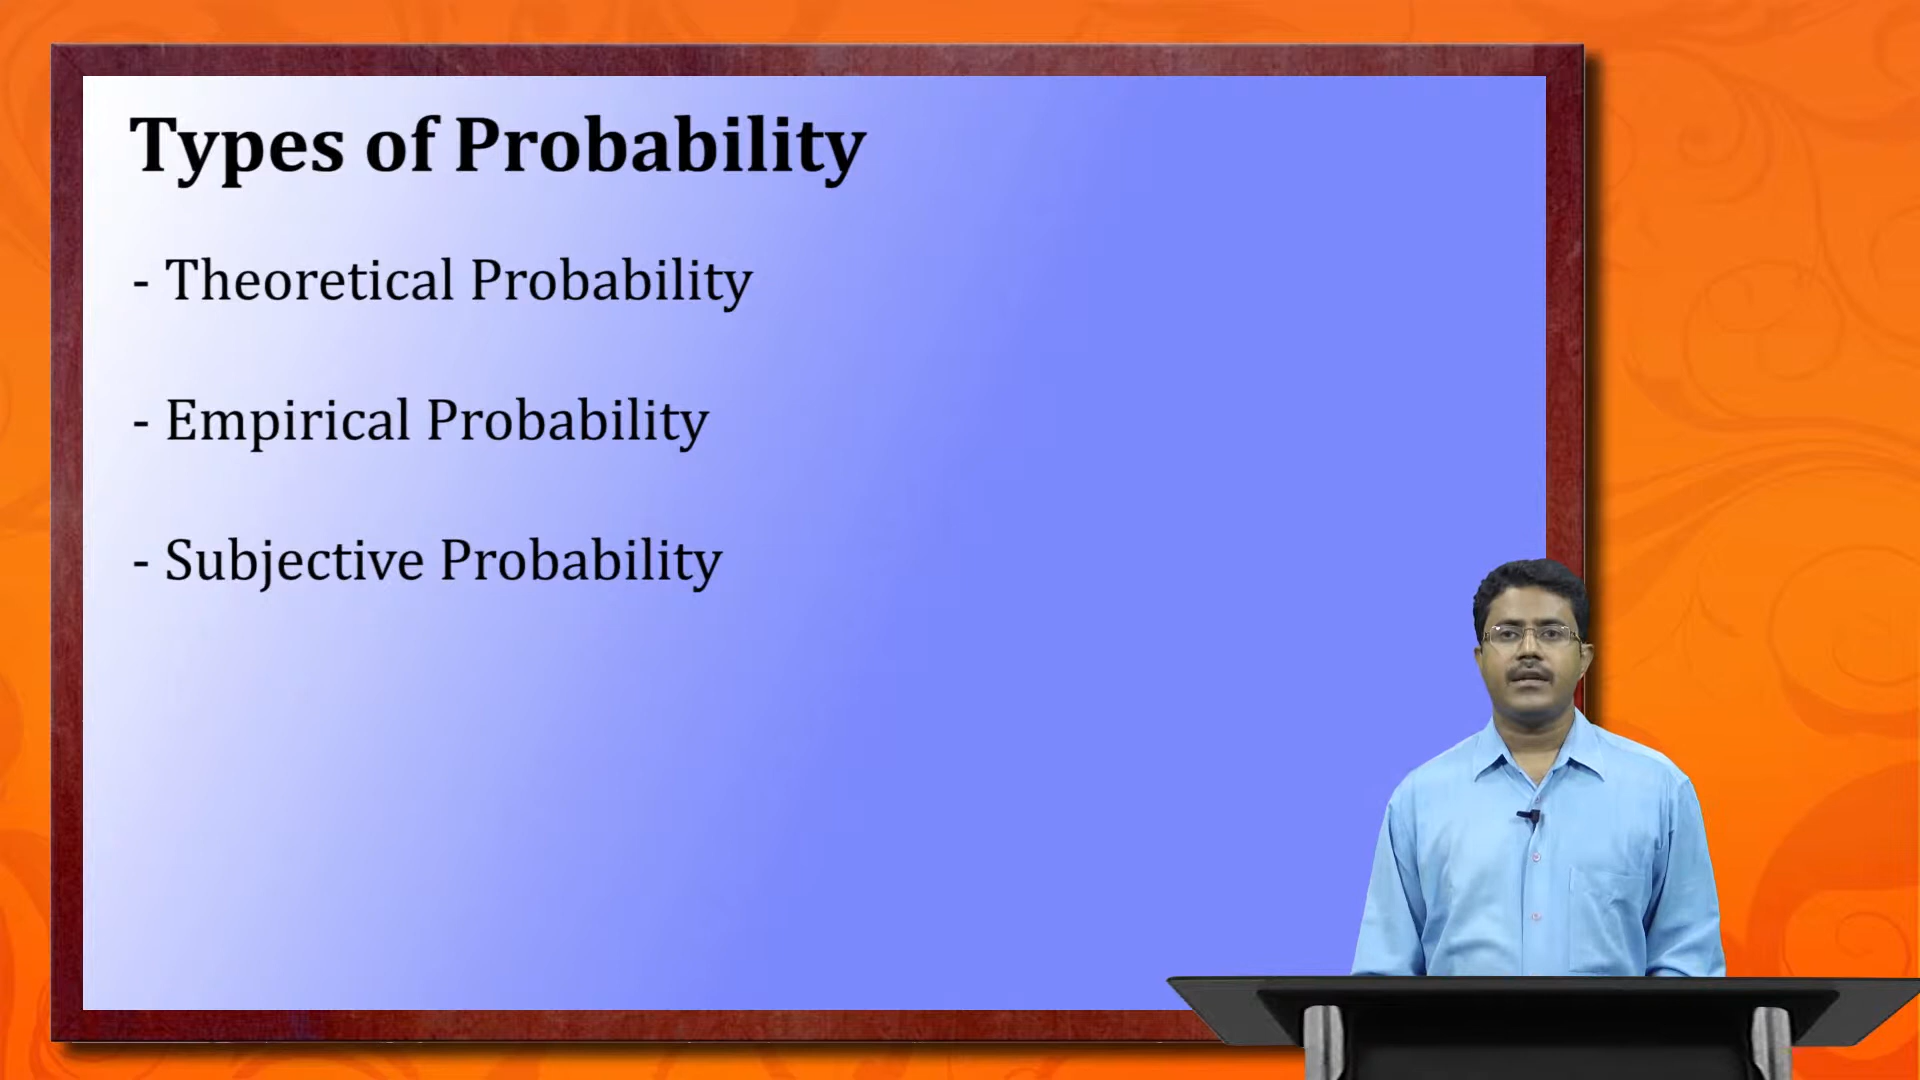 Types of Probability
- Theoretical Probability
- Empirical Probability
- Subjective Probability